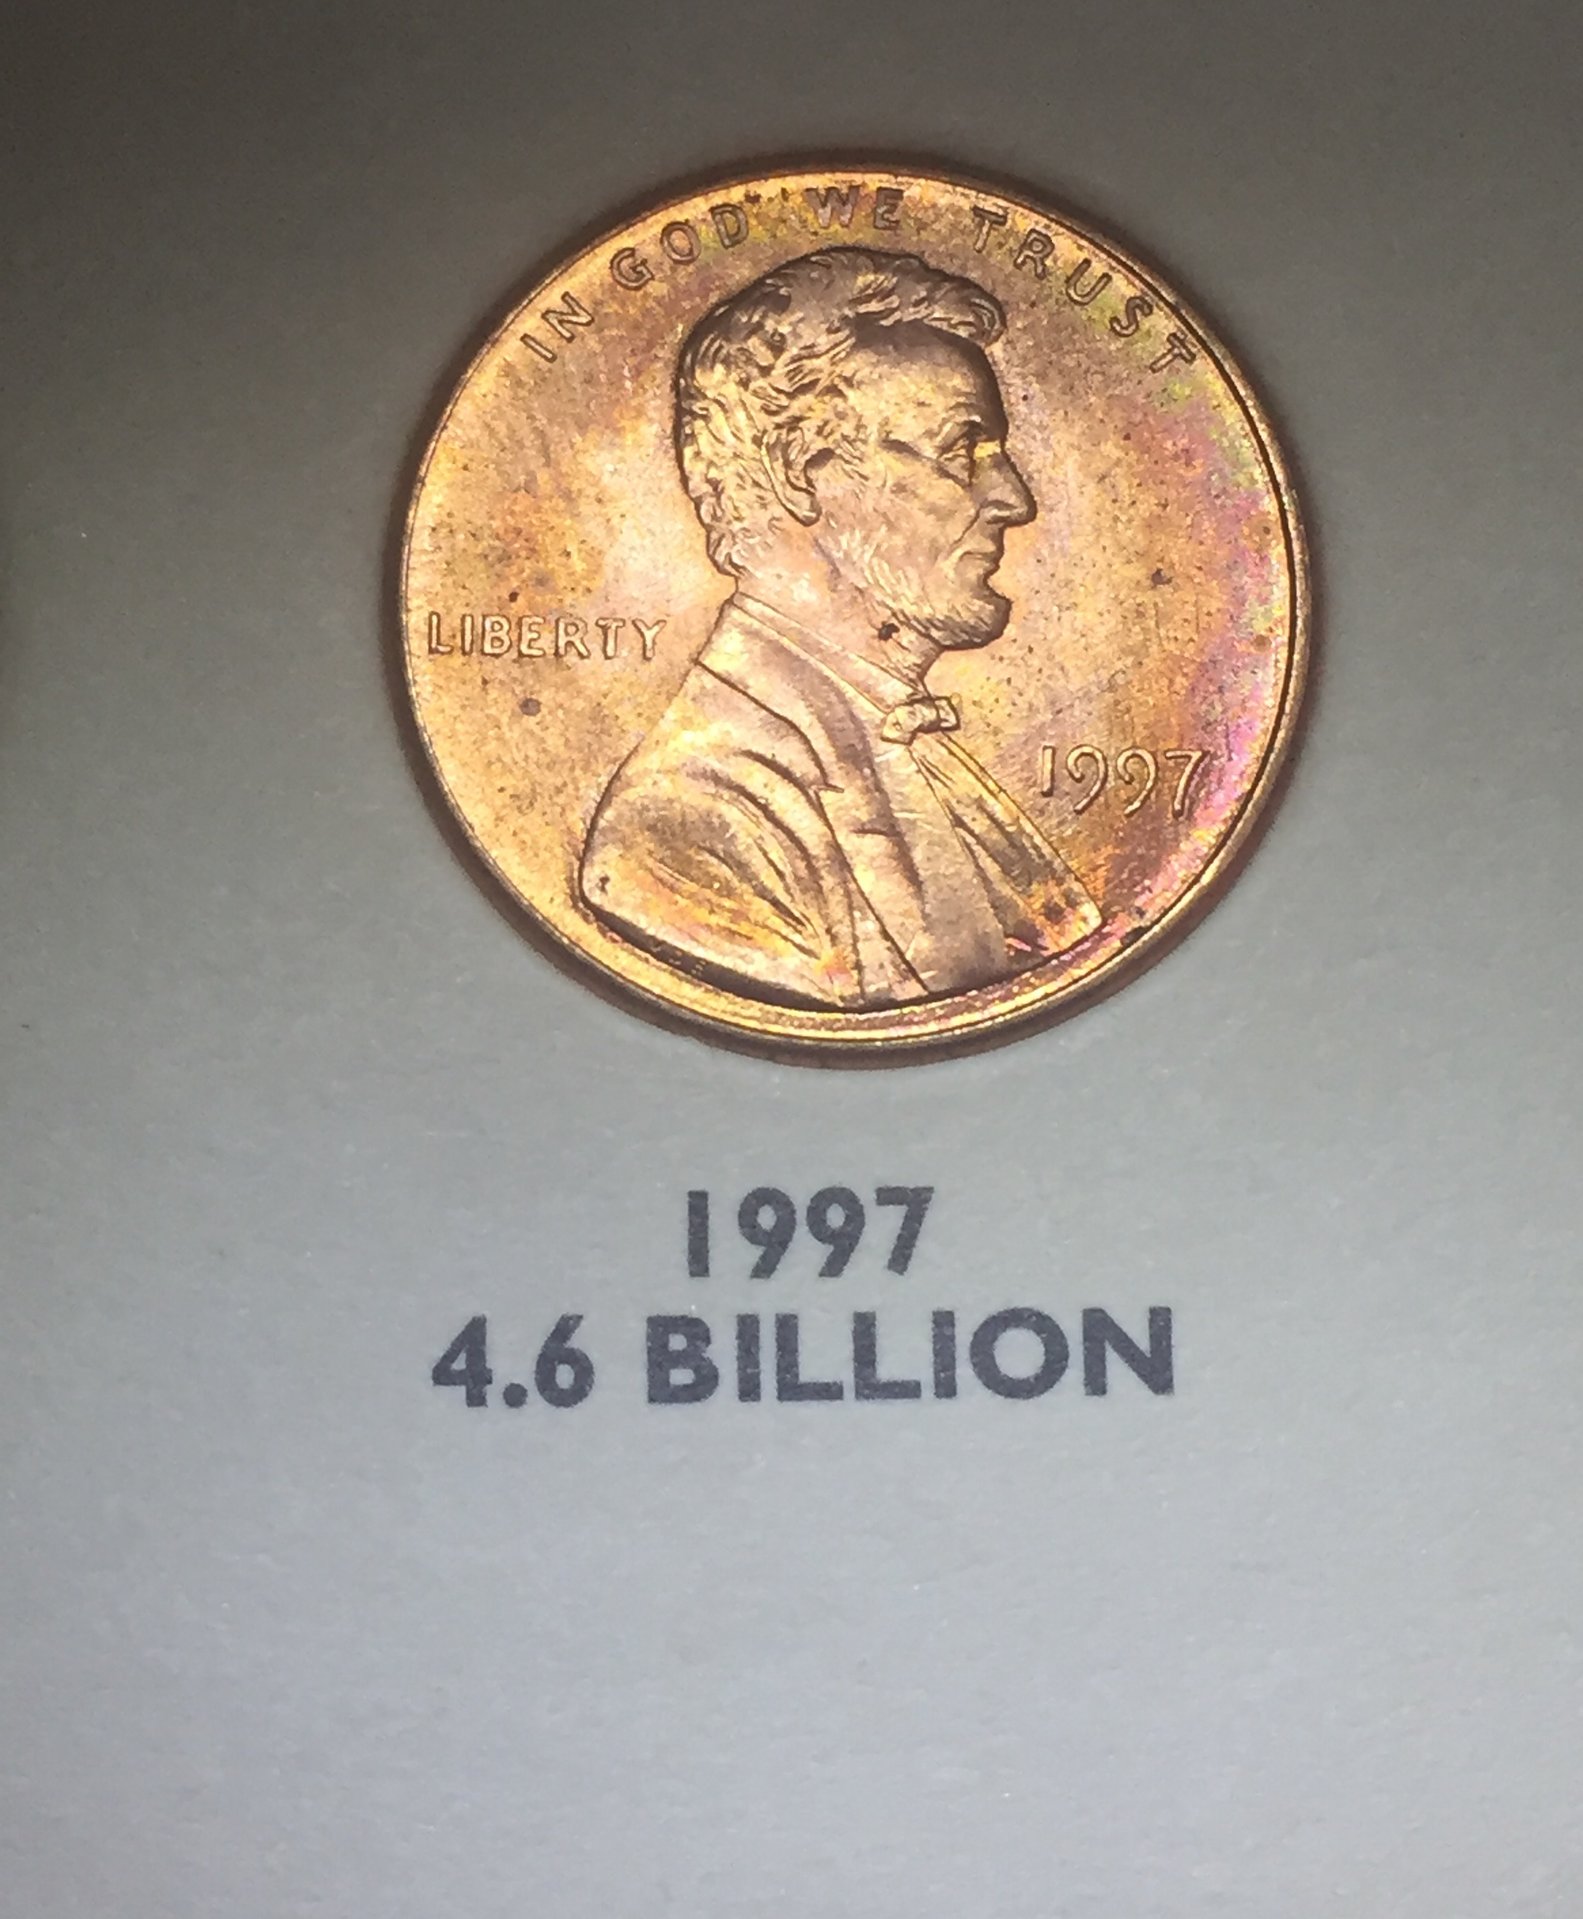 IN GOD WE TRUST
LIBERTY
1997
1997
4.6 BILLION